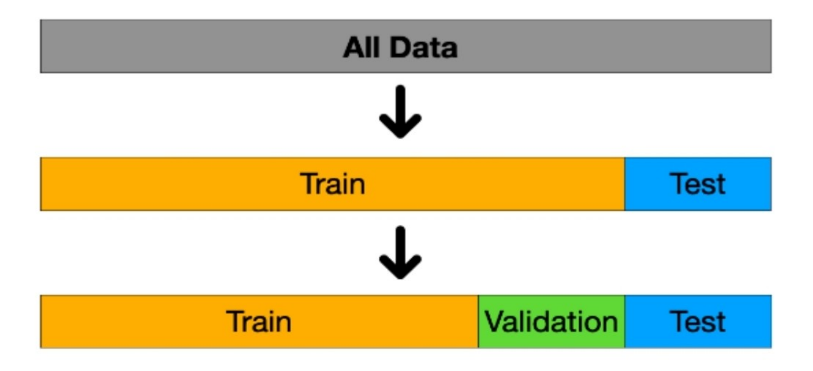 All Data
Train Test
Train Validation Test